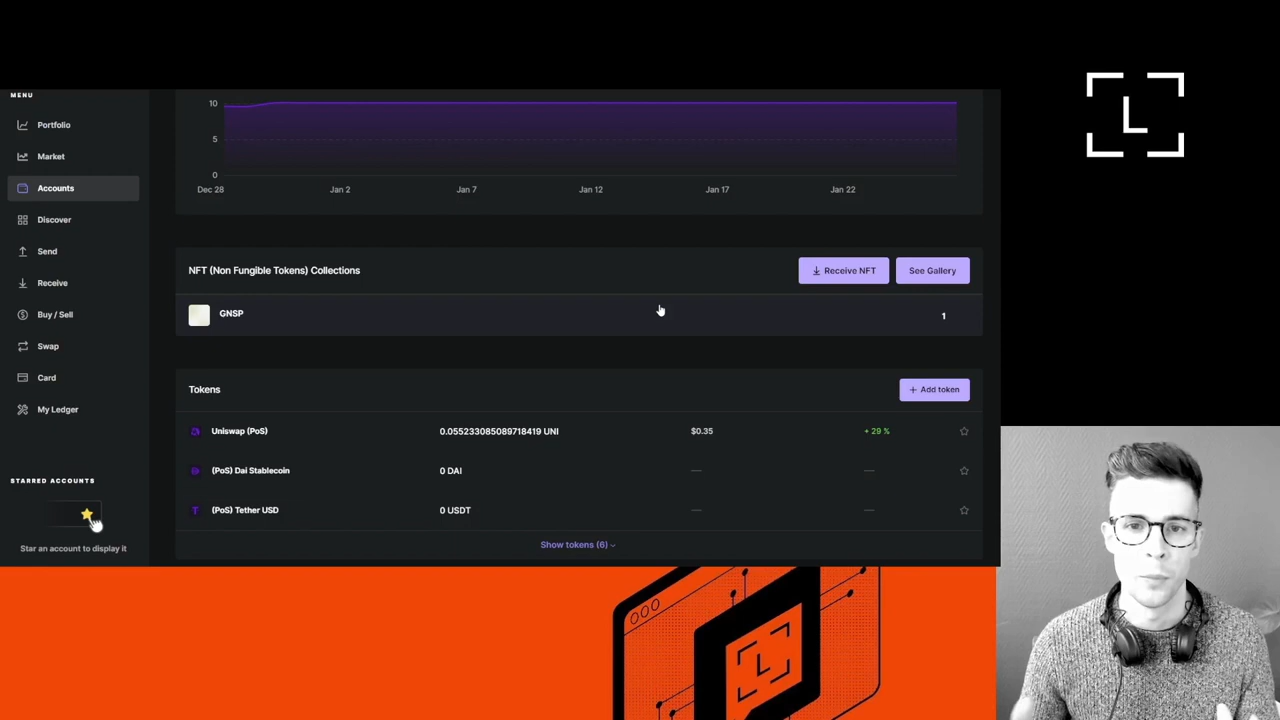 MENU
Portfolio
Market
Accounts
Discover
Send
Receive
Buy / Sell
Swap
Card
My Ledger
STARRED ACCOUNTS
Star an account to display it
10
5
0
Dec 28 Jan 2 Jan 7 Jan 12 Jan 17 Jan 22
NFT (Non Fungible Tokens) Collections Receive NFT See Gallery
GNSP 1
Tokens + Add token
Uniswap (PoS) 0.055233085089718419 UNI $0.35 + 29 %
(PoS) Dai Stablecoin 0 DAI — —
(PoS) Tether USD 0 USDT — —
Show tokens (6)
L
L